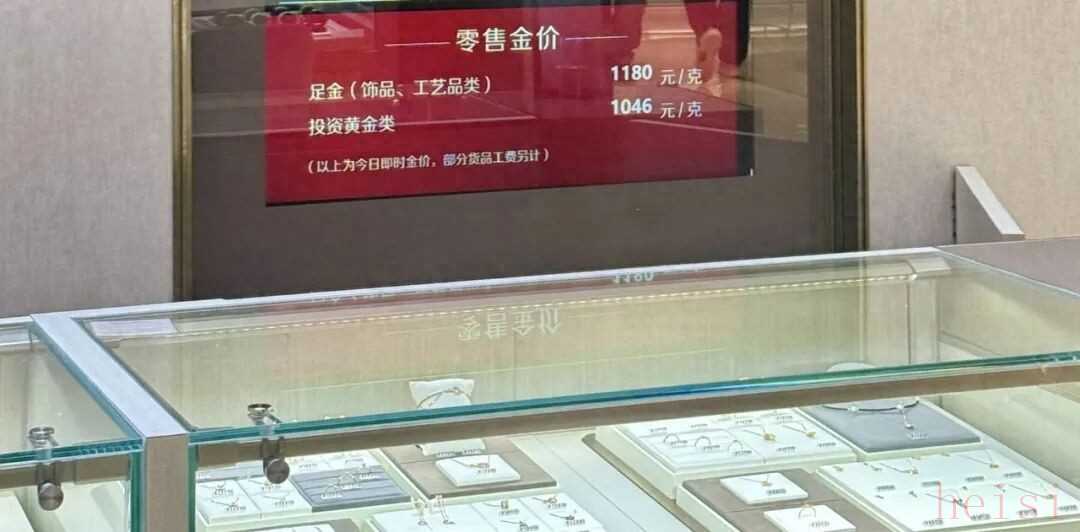 零售金价
足金（饰品、工艺品类） 1180 元/克
投资黄金类 1046 元/克
（以上为今日即时金价，部分货品工费另计）
heisi